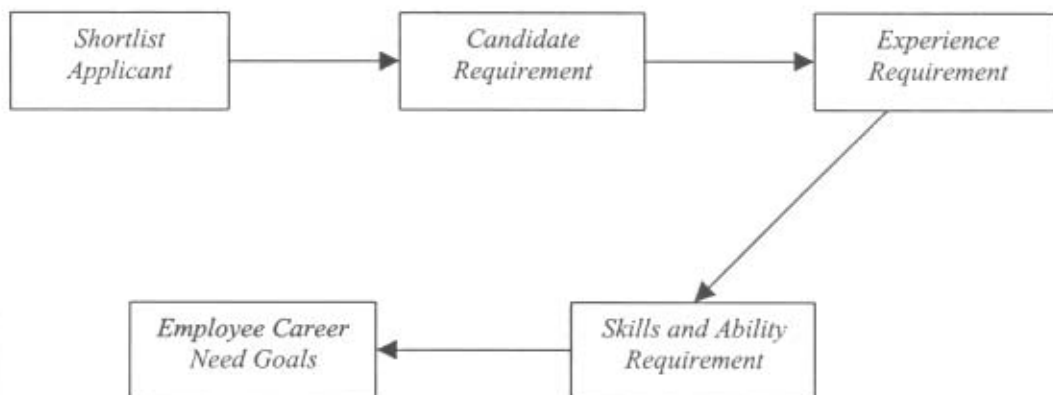 Shortlist
Applicant
Candidate
Requirement
Experience
Requirement
Employee Career
Need Goals
Skills and Ability
Requirement